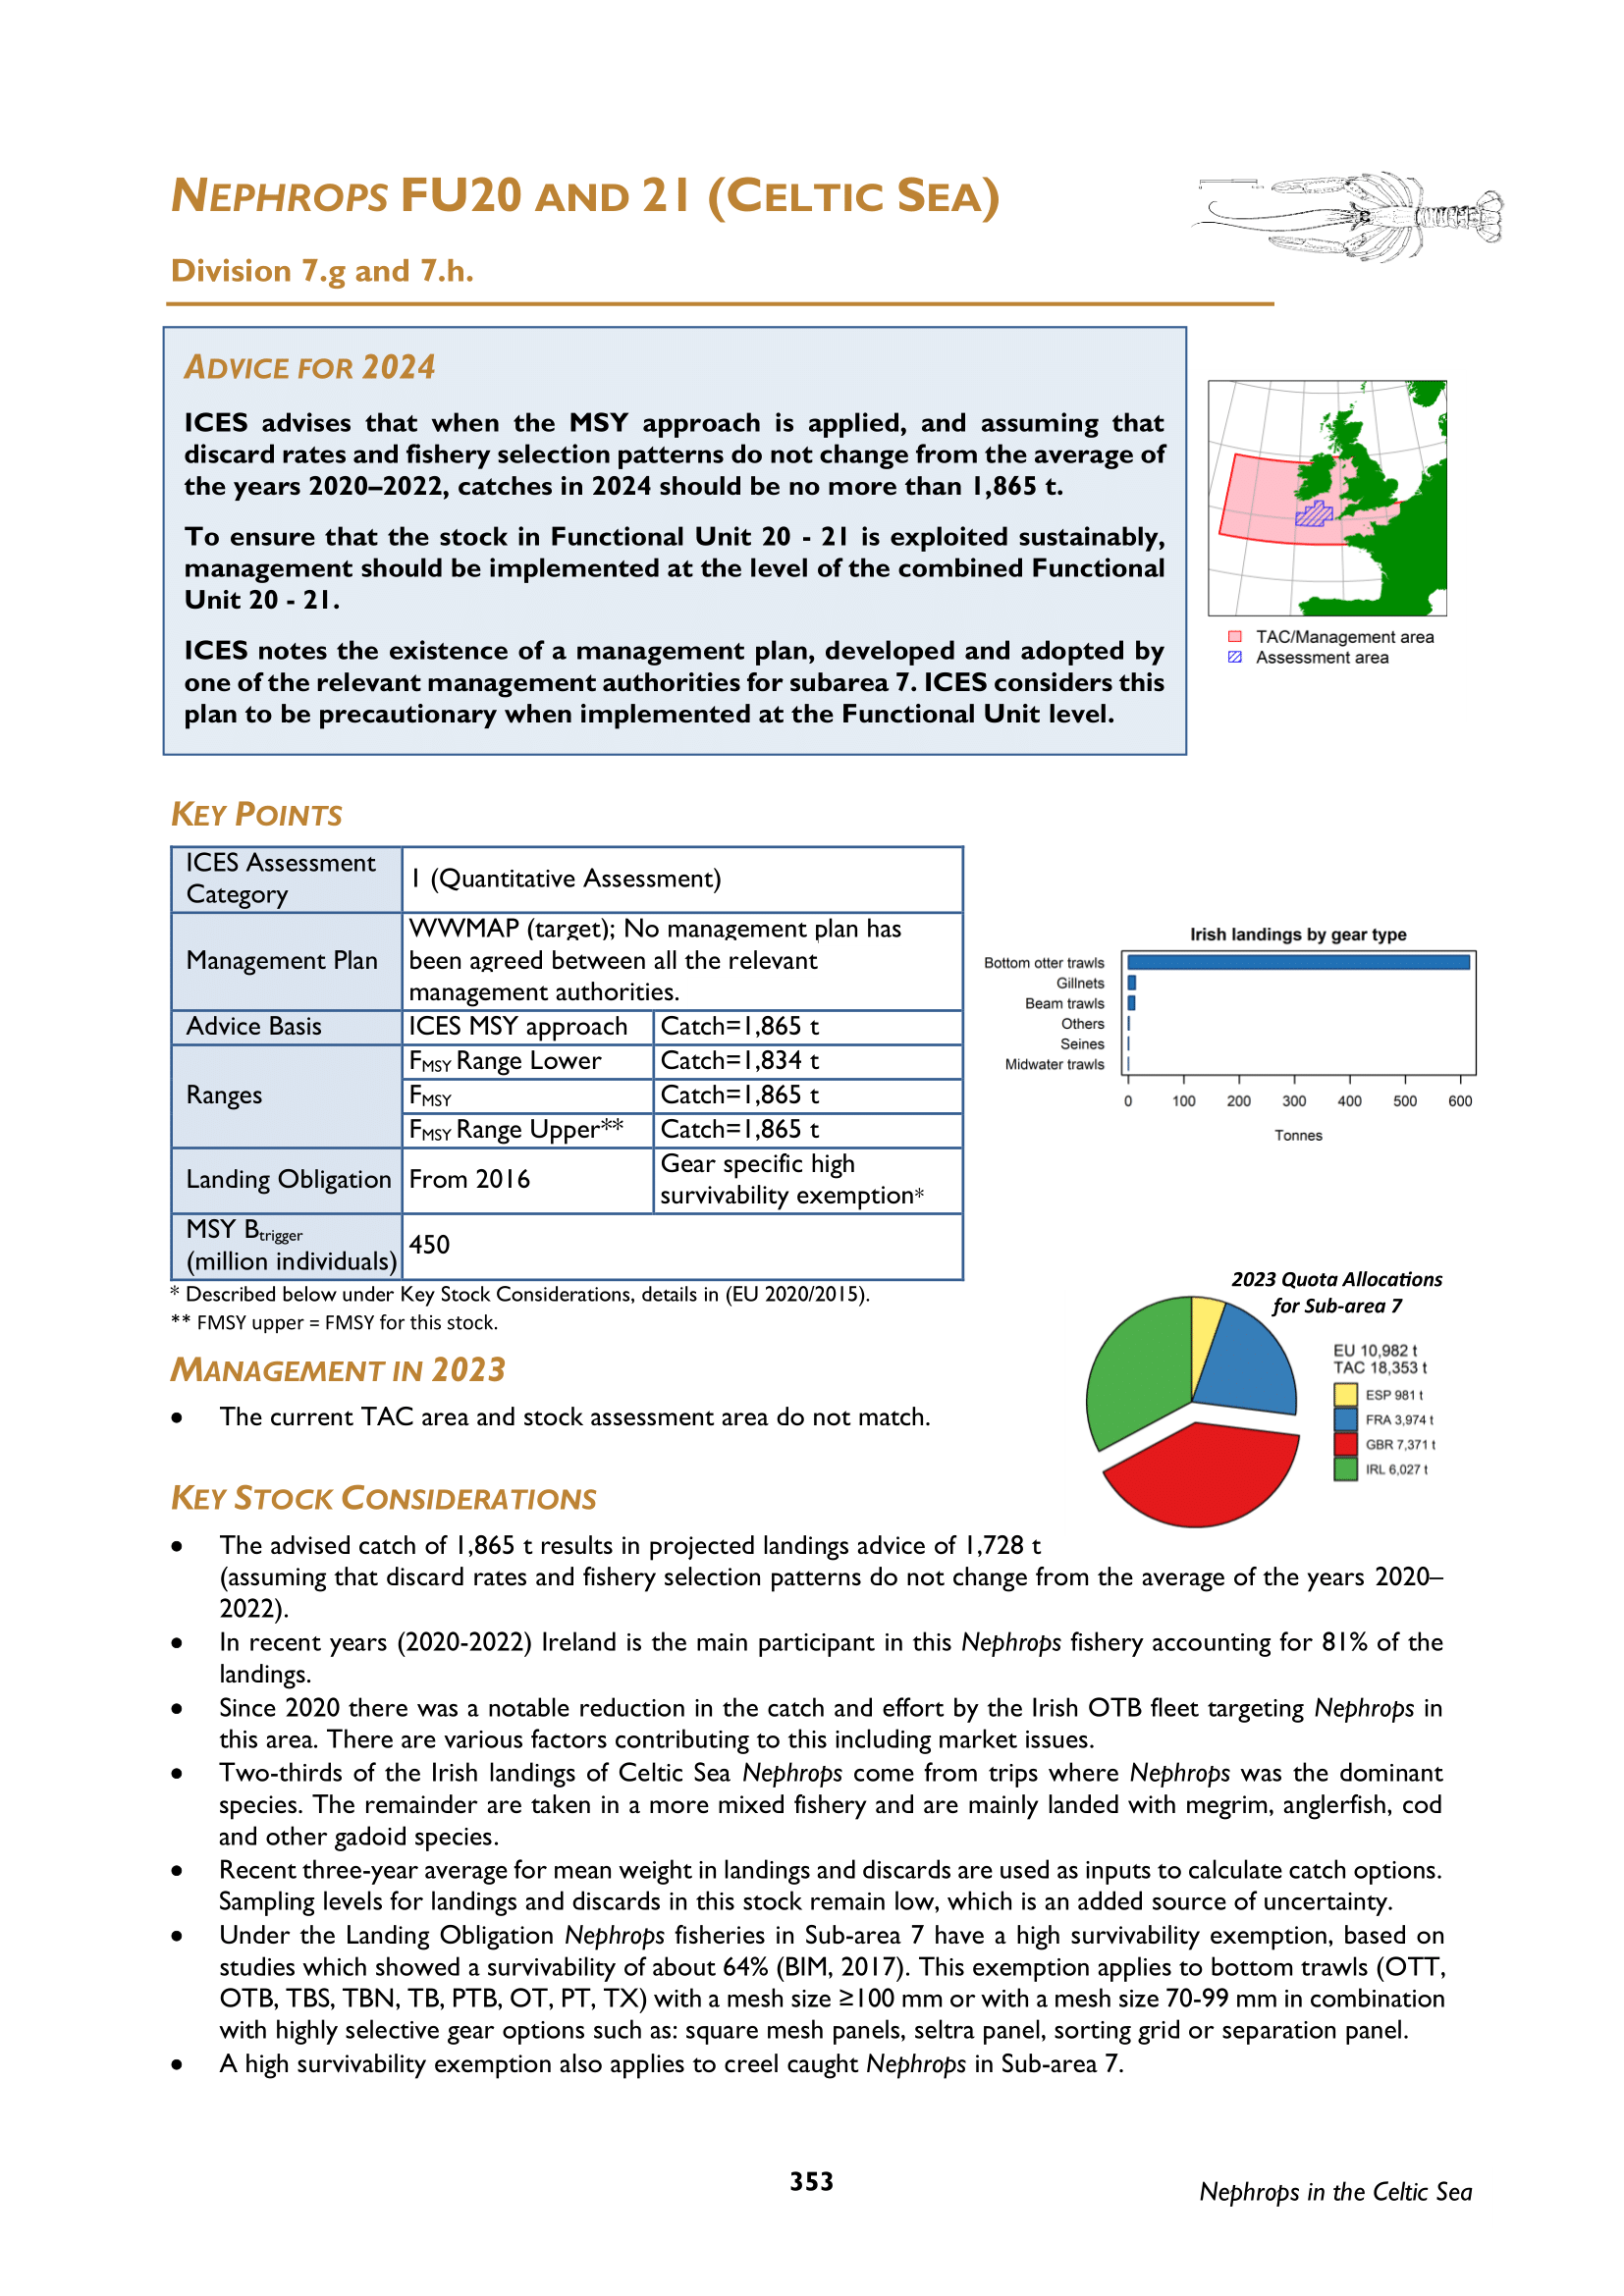 NEPHROPS FU20 AND 21 (CELTIC SEA)
Division 7.g and 7.h.
ADVICE FOR 2024
ICES advises that when the MSY approach is applied, and assuming that
discard rates and fishery selection patterns do not change from the average of
the years 2020–2022, catches in 2024 should be no more than 1,865 t.
To ensure that the stock in Functional Unit 20 - 21 is exploited sustainably,
management should be implemented at the level of the combined Functional
Unit 20 - 21.
ICES notes the existence of a management plan, developed and adopted by
one of the relevant management authorities for subarea 7. ICES considers this
plan to be precautionary when implemented at the Functional Unit level.
TAC/Management area
Assessment area
KEY POINTS
ICES Assessment
Category
1 (Quantitative Assessment)
Management Plan
WWMAP (target); No management plan has
been agreed between all the relevant
management authorities.
Advice Basis
ICES MSY approach
Catch=1,865 t
Ranges
FMSY Range Lower
Catch=1,834 t
FMSY
Catch=1,865 t
FMSY Range Upper**
Catch=1,865 t
Landing Obligation
From 2016
Gear specific high
survivability exemption*
MSY Btrigger
(million individuals)
450
* Described below under Key Stock Considerations, details in (EU 2020/2015).
** FMSY upper = FMSY for this stock.
Irish landings by gear type
Bottom otter trawls
Gillnets
Beam trawls
Others
Seines
Midwater trawls
0 100 200 300 400 500 600
Tonnes
2023 Quota Allocations
for Sub-area 7
EU 10,982 t
TAC 18,353 t
ESP 981 t
FRA 3,974 t
GBR 7,371 t
IRL 6,027 t
MANAGEMENT IN 2023
• The current TAC area and stock assessment area do not match.
KEY STOCK CONSIDERATIONS
• The advised catch of 1,865 t results in projected landings advice of 1,728 t
(assuming that discard rates and fishery selection patterns do not change from the average of the years 2020–
2022).
• In recent years (2020-2022) Ireland is the main participant in this Nephrops fishery accounting for 81% of the
landings.
• Since 2020 there was a notable reduction in the catch and effort by the Irish OTB fleet targeting Nephrops in
this area. There are various factors contributing to this including market issues.
• Two-thirds of the Irish landings of Celtic Sea Nephrops come from trips where Nephrops was the dominant
species. The remainder are taken in a more mixed fishery and are mainly landed with megrim, anglerfish, cod
and other gadoid species.
• Recent three-year average for mean weight in landings and discards are used as inputs to calculate catch options.
Sampling levels for landings and discards in this stock remain low, which is an added source of uncertainty.
• Under the Landing Obligation Nephrops fisheries in Sub-area 7 have a high survivability exemption, based on
studies which showed a survivability of about 64% (BIM, 2017). This exemption applies to bottom trawls (OTT,
OTB, TBS, TBN, TB, PTB, OT, PT, TX) with a mesh size ≥100 mm or with a mesh size 70-99 mm in combination
with highly selective gear options such as: square mesh panels, seltra panel, sorting grid or separation panel.
• A high survivability exemption also applies to creel caught Nephrops in Sub-area 7.
353
Nephrops in the Celtic Sea